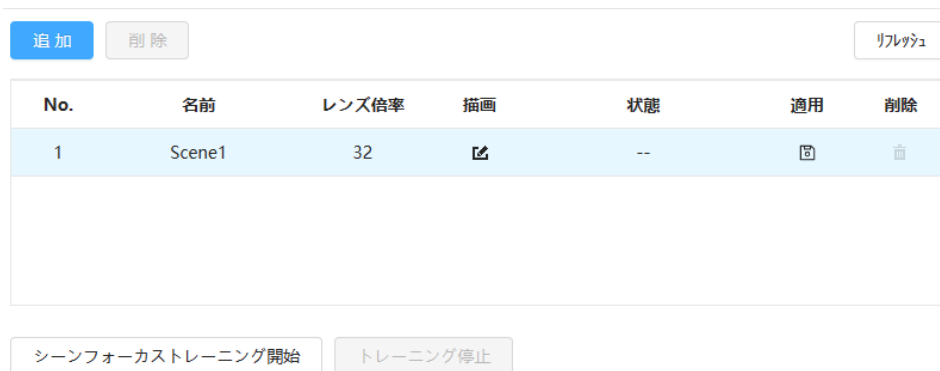 追加 削除 ﾘﾌﾚｯｼｭ
No. 名前 レンズ倍率 描画 状態 適用 削除
1 Scene1 32 --
シーンフォーカストレーニング開始 トレーニング停止